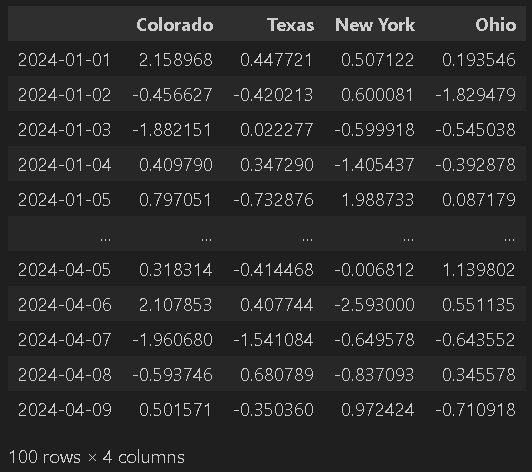 Colorado Texas New York Ohio
2024-01-01 2.158968 0.447721 0.507122 0.193546
2024-01-02 -0.456627 -0.420213 0.600081 -1.829479
2024-01-03 -1.882151 0.022277 -0.599918 -0.545038
2024-01-04 0.409790 0.347290 -1.405437 -0.392878
2024-01-05 0.797051 -0.732876 1.988733 0.087179
... ... ... ... ...
2024-04-05 0.318314 -0.414468 -0.006812 1.139802
2024-04-06 2.107853 0.407744 -2.593000 0.551135
2024-04-07 -1.960680 -1.541084 -0.649578 -0.643552
2024-04-08 -0.593746 0.680789 -0.837093 0.345578
2024-04-09 0.501571 -0.350360 0.972424 -0.710918
100 rows × 4 columns